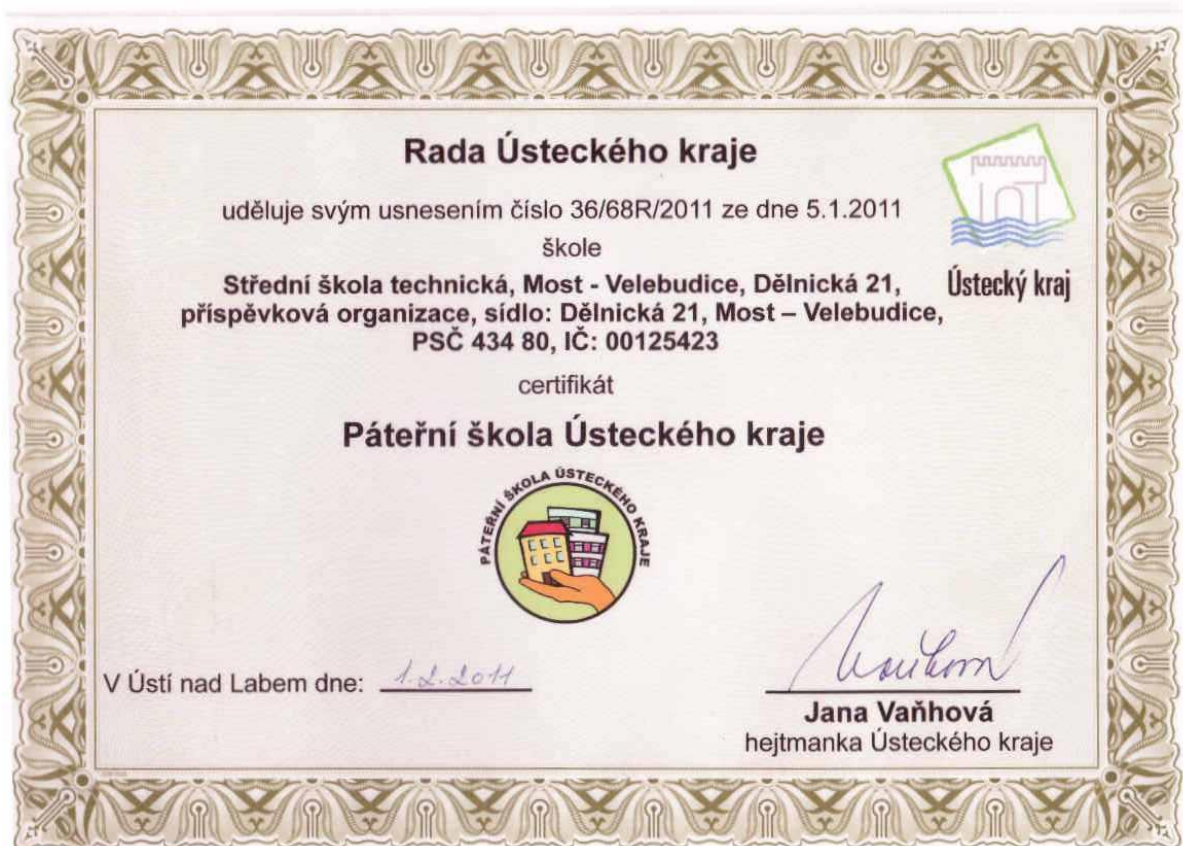 Rada Ústeckého kraje
uděluje svým usnesením číslo 36/68R/2011 ze dne 5.1.2011
škole
Střední škola technická, Most - Velebudice, Dělnická 21,
příspěvková organizace, sídlo: Dělnická 21, Most – Velebudice,
PSČ 434 80, IČ: 00125423
Ústecký kraj
certifikát
Páteřní škola Ústeckého kraje
PÁTEŘNÍ ŠKOLA ÚSTECKÉHO KRAJE
V Ústí nad Labem dne: 1.2.2011
Jana Vaňhová
hejtmanka Ústeckého kraje